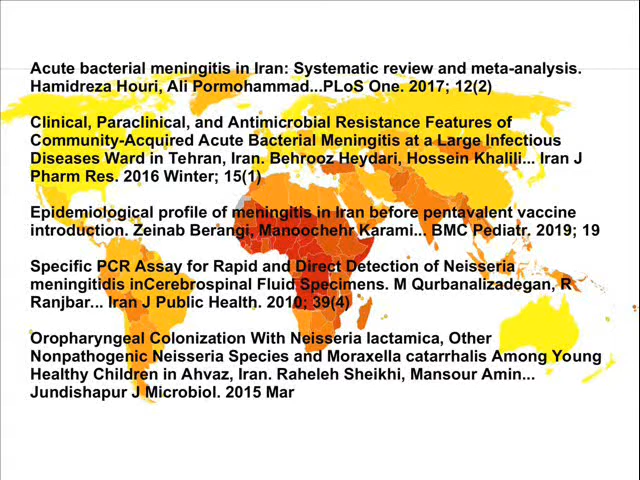 Acute bacterial meningitis in Iran: Systematic review and meta-analysis.
Hamidreza Houri, Ali Pormohammad...PLoS One. 2017; 12(2)
Clinical, Paraclinical, and Antimicrobial Resistance Features of
Community-Acquired Acute Bacterial Meningitis at a Large Infectious
Diseases Ward in Tehran, Iran. Behrooz Heydari, Hossein Khalili... Iran J
Pharm Res. 2016 Winter; 15(1)
Epidemiological profile of meningitis in Iran before pentavalent vaccine
introduction. Zeinab Berangi, Manoochehr Karami... BMC Pediatr. 2019; 19
Specific PCR Assay for Rapid and Direct Detection of Neisseria
meningitidis inCerebrospinal Fluid Specimens. M Qurbanalizadegan, R
Ranjbar... Iran J Public Health. 2010; 39(4)
Oropharyngeal Colonization With Neisseria lactamica, Other
Nonpathogenic Neisseria Species and Moraxella catarrhalis Among Young
Healthy Children in Ahvaz, Iran. Raheleh Sheikhi, Mansour Amin...
Jundishapur J Microbiol. 2015 Mar